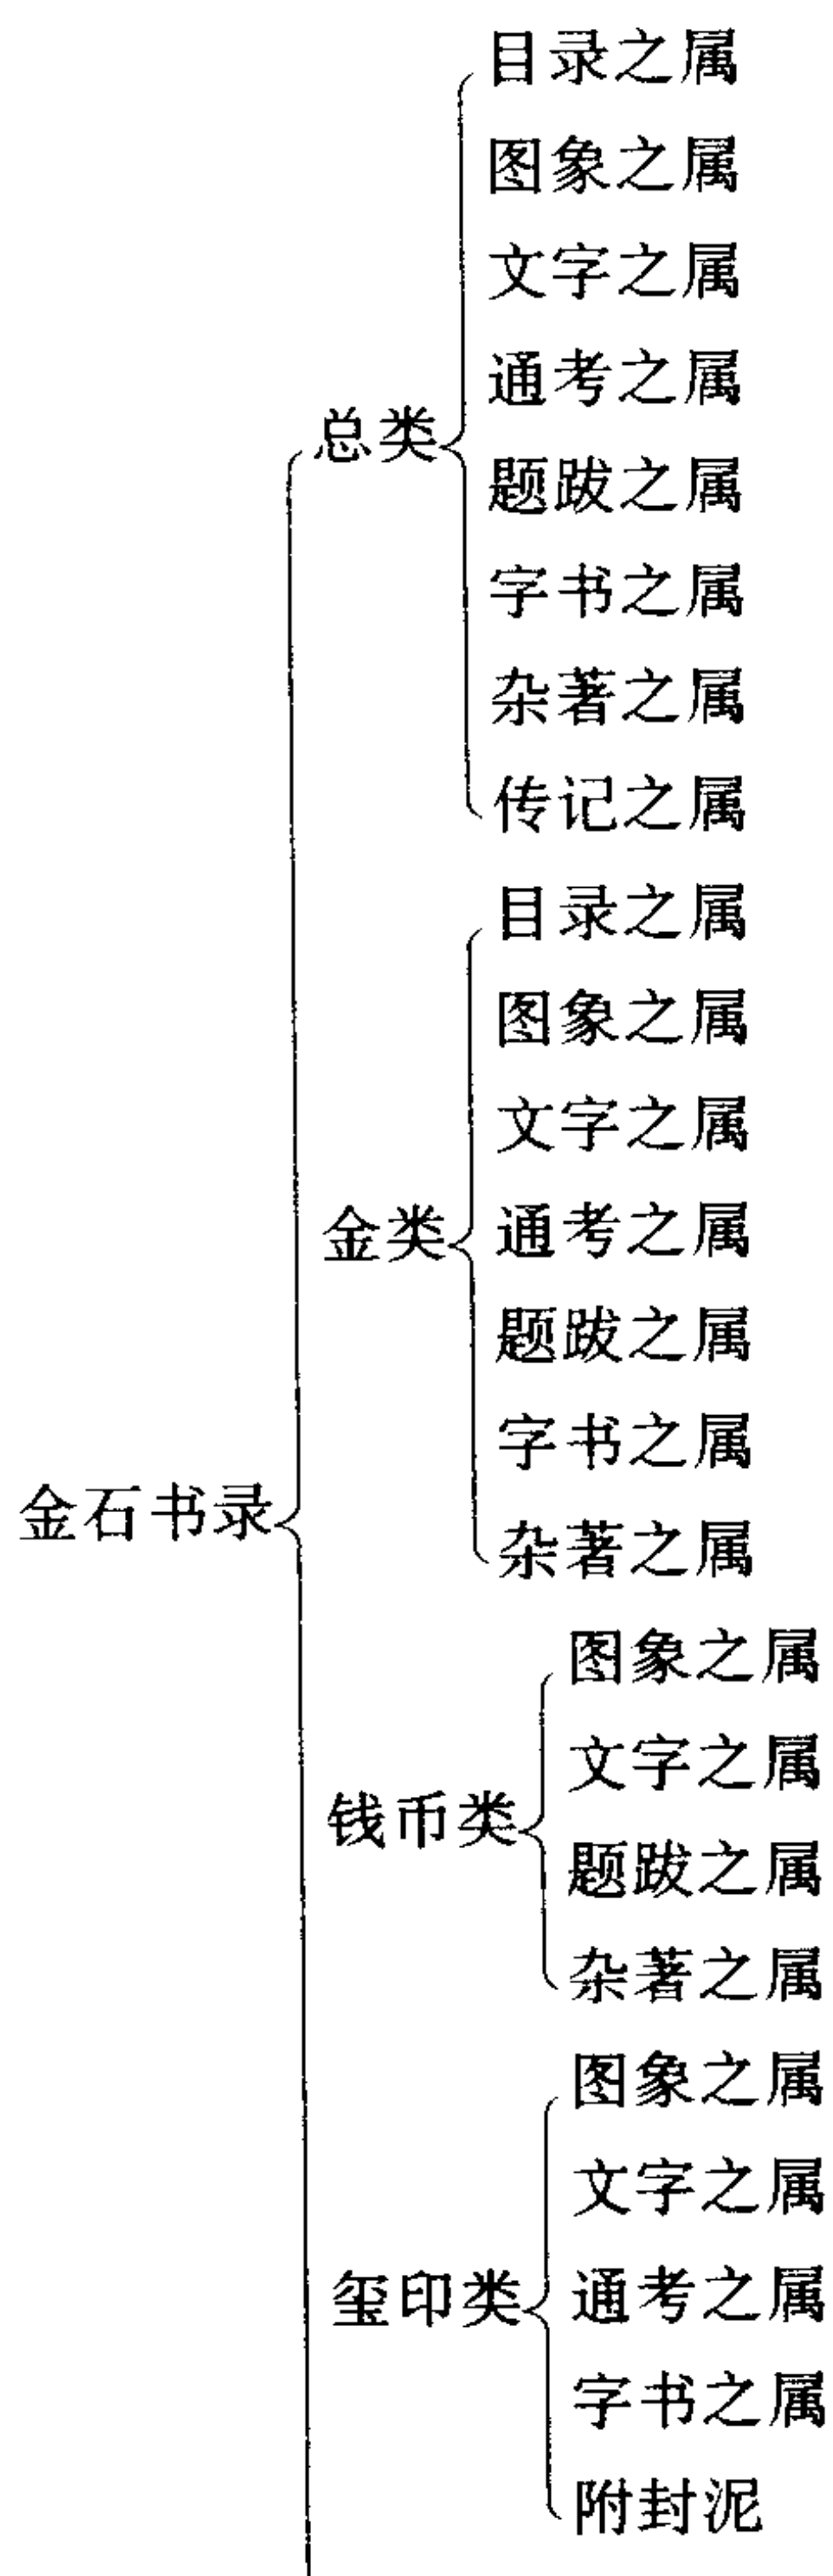 金石书录
总类
目录之属
图象之属
文字之属
通考之属
题跋之属
字书之属
杂著之属
传记之属
金类
目录之属
图象之属
文字之属
通考之属
题跋之属
字书之属
杂著之属
钱币类
图象之属
文字之属
题跋之属
杂著之属
玺印类
图象之属
文字之属
通考之属
字书之属
附封泥